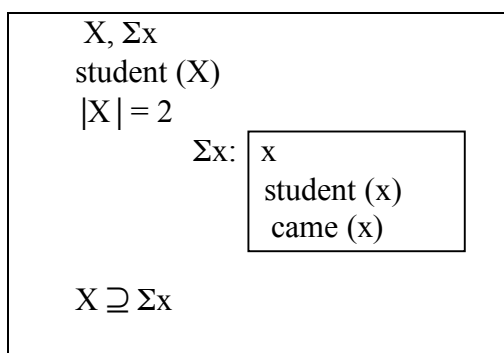 X, Σx
student (X)
|X| = 2
Σx: x
student (x)
came (x)
X ⊇ Σx